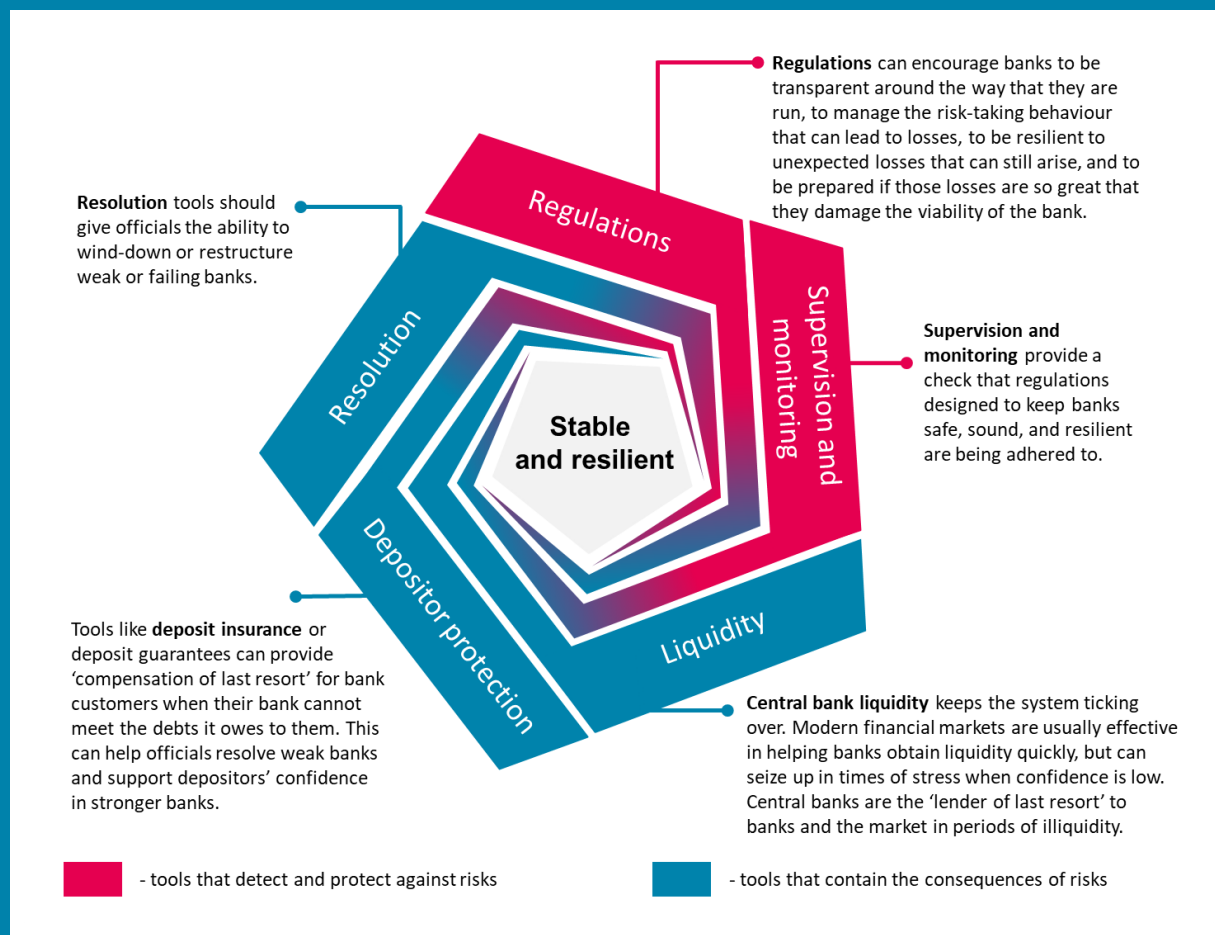 Regulations can encourage banks to be
transparent around the way that they are
run, to manage the risk-taking behaviour
that can lead to losses, to be resilient to
unexpected losses that can still arise, and to
be prepared if those losses are so great that
they damage the viability of the bank.
Resolution tools should
give officials the ability to
wind-down or restructure
weak or failing banks.
Regulations
Supervision and
monitoring
Resolution
Supervision and
monitoring provide a
check that regulations
designed to keep banks
safe, sound, and resilient
are being adhered to.
Stable
and resilient
Depositor protection
Liquidity
Tools like deposit insurance or
deposit guarantees can provide
‘compensation of last resort’ for bank
customers when their bank cannot
meet the debts it owes to them. This
can help officials resolve weak banks
and support depositors’ confidence
in stronger banks.
Central bank liquidity keeps the system ticking
over. Modern financial markets are usually effective
in helping banks obtain liquidity quickly, but can
seize up in times of stress when confidence is low.
Central banks are the ‘lender of last resort’ to
banks and the market in periods of illiquidity.
- tools that detect and protect against risks
- tools that contain the consequences of risks